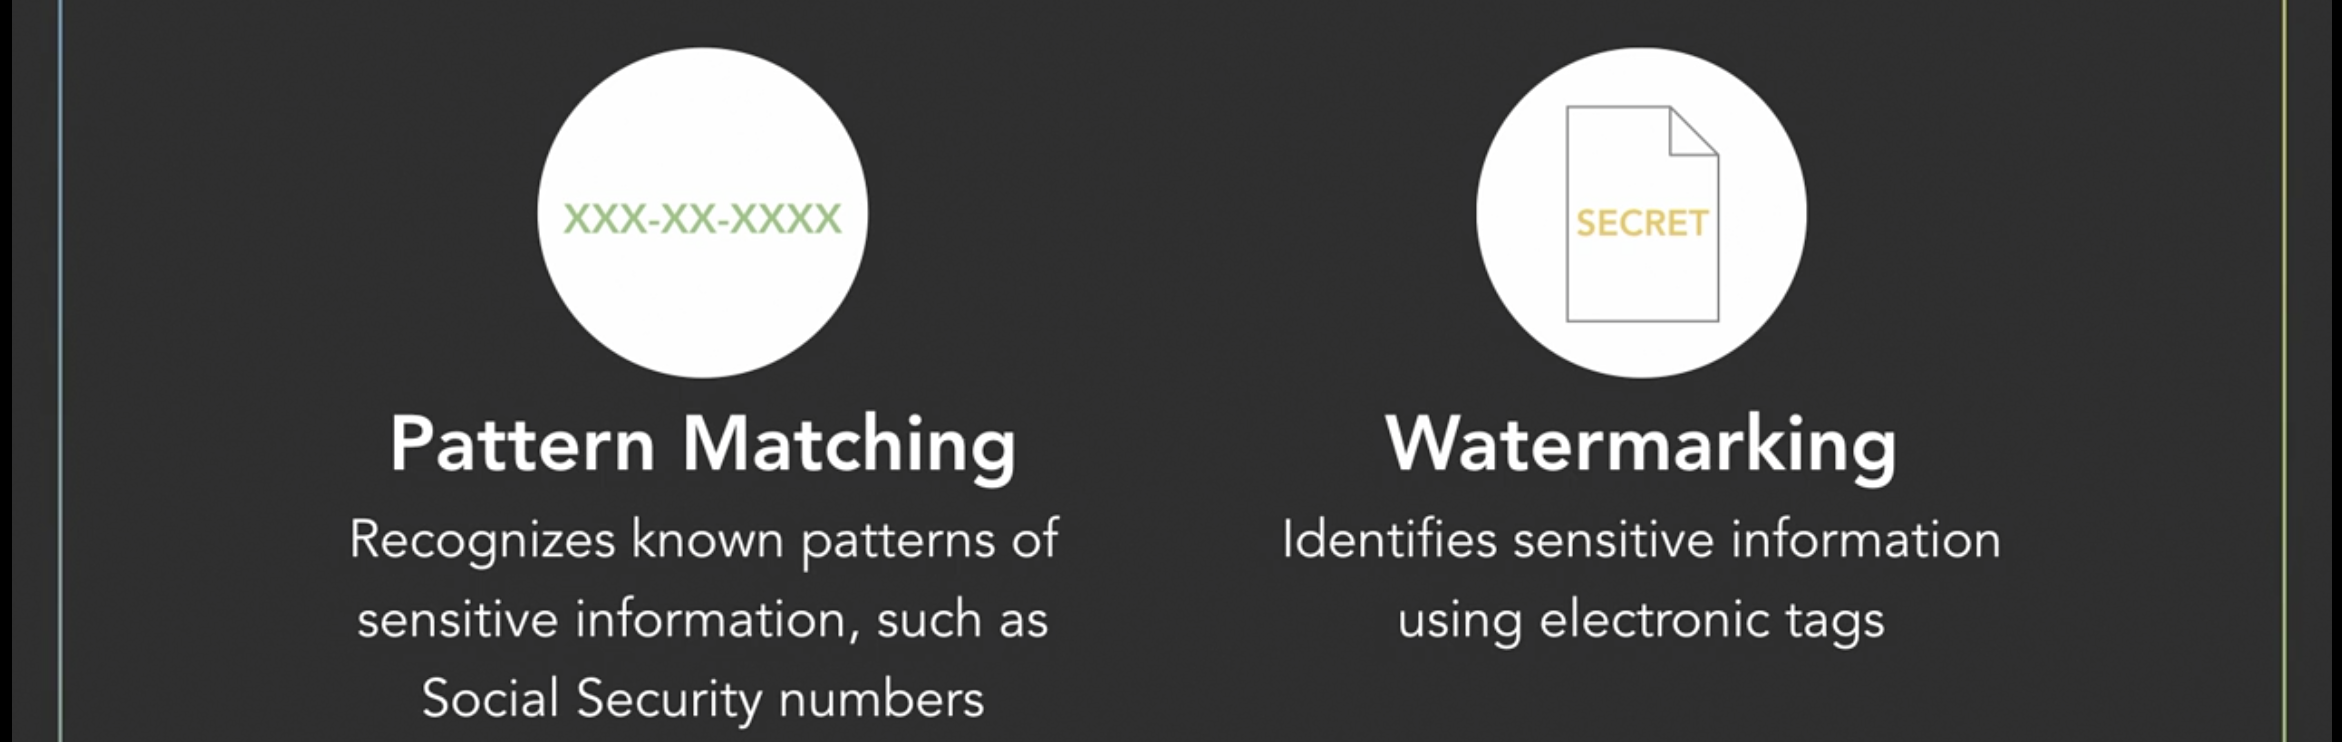 XXX-XX-XXXX
Pattern Matching
Recognizes known patterns of
sensitive information, such as
Social Security numbers
SECRET
Watermarking
Identifies sensitive information
using electronic tags